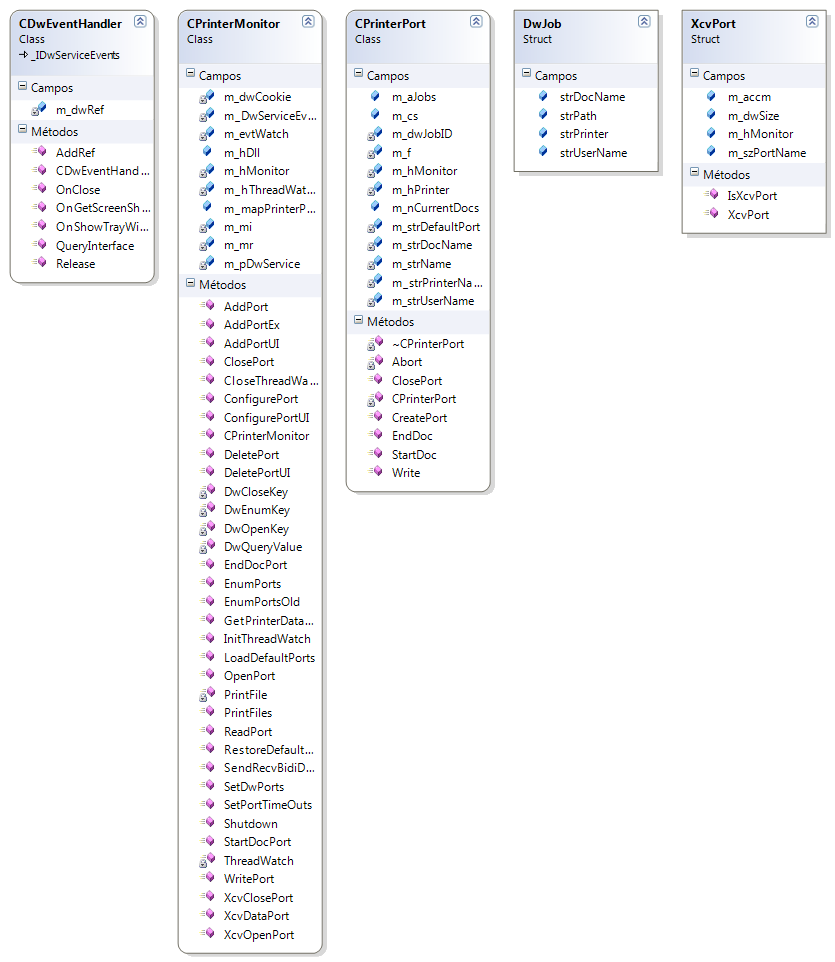 CDwEventHandler
Class
_IDwServiceEvents
Campos
m_dwRef
Métodos
AddRef
CDwEventHand...
OnClose
OnGetScreenSh...
OnShowTrayWi...
QueryInterface
Release
CPrinterMonitor
Class
Campos
m_dwCookie
m_DwServiceEv...
m_evtWatch
m_hDll
m_hMonitor
m_hThreadWat...
m_mapPrinterP...
m_mi
m_mr
m_pDwService
Métodos
AddPort
AddPortEx
AddPortUI
ClosePort
CloseThreadWa...
ConfigurePort
ConfigurePortUI
CPrinterMonitor
DeletePort
DeletePortUI
DwCloseKey
DwEnumKey
DwOpenKey
DwQueryValue
EndDocPort
EnumPorts
EnumPortsOld
GetPrinterData...
InitThreadWatch
LoadDefaultPorts
OpenPort
PrintFile
PrintFiles
ReadPort
RestoreDefault...
SendRecvBidiD...
SetDwPorts
SetPortTimeOuts
Shutdown
StartDocPort
ThreadWatch
WritePort
XcvClosePort
XcvDataPort
XcvOpenPort
CPrinterPort
Class
Campos
m_aJobs
m_cs
m_dwJobID
m_f
m_hMonitor
m_hPrinter
m_nCurrentDocs
m_strDefaultPort
m_strDocName
m_strName
m_strPrinterNa...
m_strUserName
Métodos
~CPrinterPort
Abort
ClosePort
CPrinterPort
CreatePort
EndDoc
StartDoc
Write
DwJob
Struct
Campos
strDocName
strPath
strPrinter
strUserName
XcvPort
Struct
Campos
m_accm
m_dwSize
m_hMonitor
m_szPortName
Métodos
IsXcvPort
XcvPort